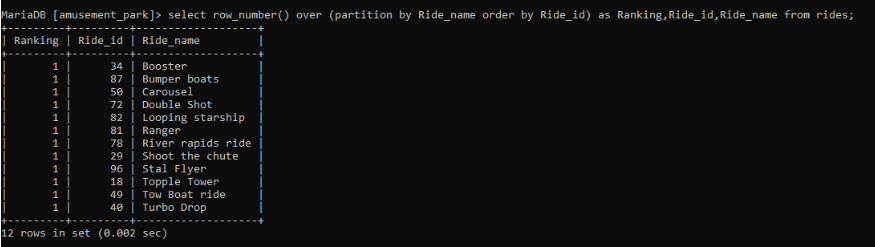 MariaDB [amusement_park]> select row_number() over (partition by Ride_name order by Ride_id) as Ranking,Ride_id,Ride_name from rides;
+---------+---------+-------------------+
| Ranking | Ride_id | Ride_name         |
+---------+---------+-------------------+
|       1 |      34 | Booster           |
|       1 |      87 | Bumper boats      |
|       1 |      50 | Carousel          |
|       1 |      72 | Double Shot       |
|       1 |      82 | Looping starship  |
|       1 |      81 | Ranger            |
|       1 |      78 | River rapids ride |
|       1 |      29 | Shoot the chute   |
|       1 |      96 | Stal Flyer        |
|       1 |      18 | Topple Tower      |
|       1 |      49 | Tow Boat ride     |
|       1 |      40 | Turbo Drop        |
+---------+---------+-------------------+
12 rows in set (0.002 sec)